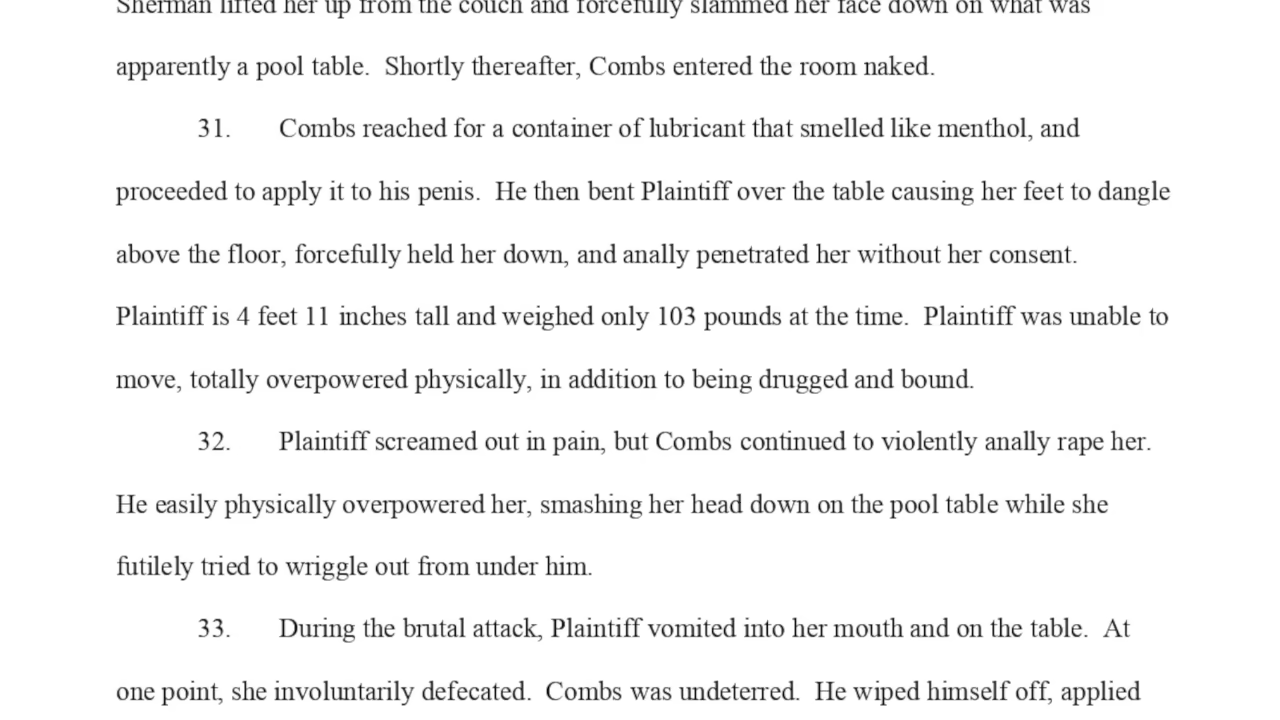 Sherman lifted her up from the couch and forcefully slammed her face down on what was
apparently a pool table.  Shortly thereafter, Combs entered the room naked.
31. Combs reached for a container of lubricant that smelled like menthol, and
proceeded to apply it to his penis.  He then bent Plaintiff over the table causing her feet to dangle
above the floor, forcefully held her down, and anally penetrated her without her consent.
Plaintiff is 4 feet 11 inches tall and weighed only 103 pounds at the time.  Plaintiff was unable to
move, totally overpowered physically, in addition to being drugged and bound.
32. Plaintiff screamed out in pain, but Combs continued to violently anally rape her.
He easily physically overpowered her, smashing her head down on the pool table while she
futilely tried to wriggle out from under him.
33. During the brutal attack, Plaintiff vomited into her mouth and on the table.  At
one point, she involuntarily defecated.  Combs was undeterred.  He wiped himself off, applied